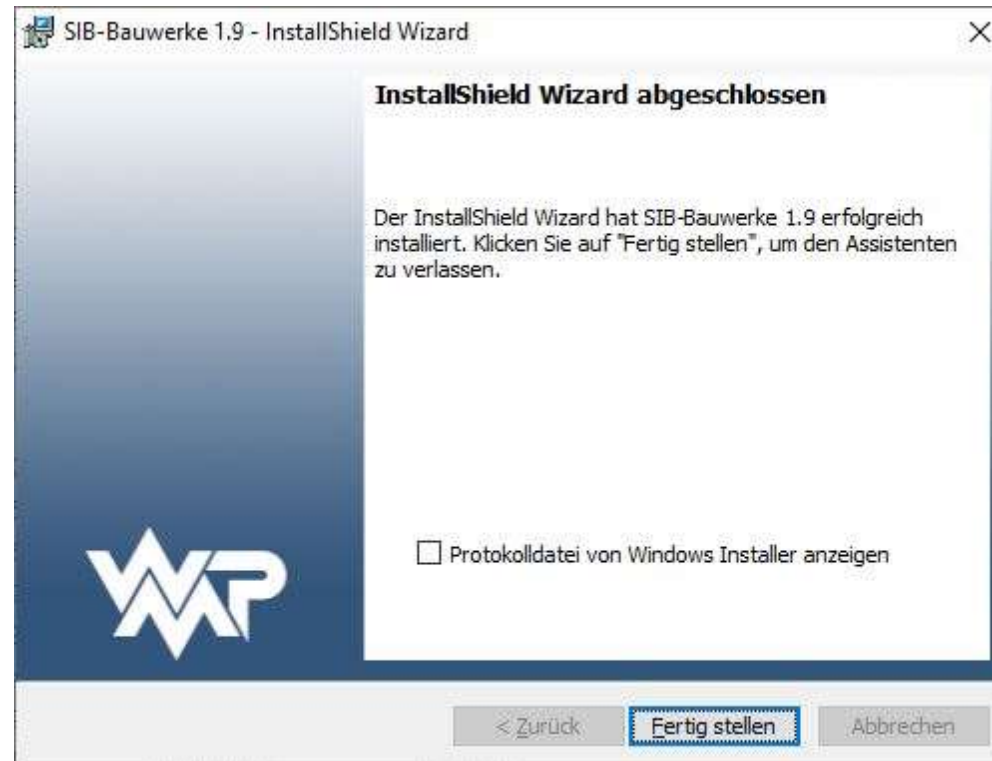 SIB-Bauwerke 1.9 - InstallShield Wizard
InstallShield Wizard abgeschlossen
Der InstallShield Wizard hat SIB-Bauwerke 1.9 erfolgreich
installiert. Klicken Sie auf "Fertig stellen", um den Assistenten
zu verlassen.
Protokolldatei von Windows Installer anzeigen
WMP
< Zurück
Fertig stellen
Abbrechen